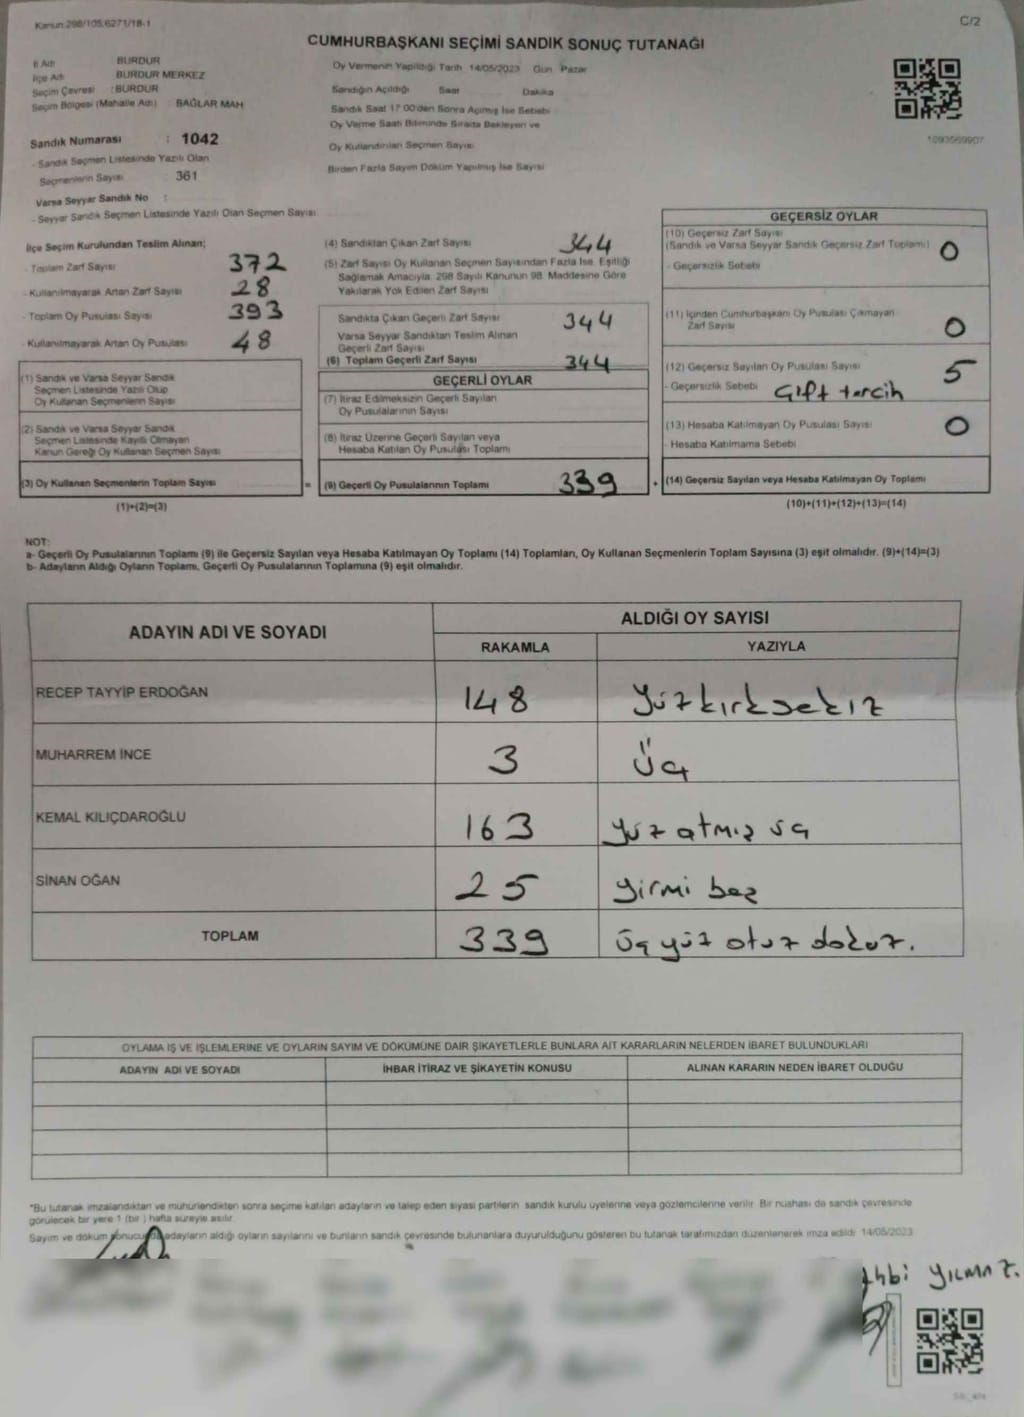 Kanun:298/105,6271/18-1
C/2
CUMHURBAŞKANI SEÇİMİ SANDIK SONUÇ TUTANAĞI
İl Adı BURDUR
İlçe Adı BURDUR MERKEZ
Seçim Çevresi : BURDUR
Seçim Bölgesi (Mahalle Adı) : BAĞLAR MAH
Sandık Numarası : 1042
- Sandık Seçmen Listesinde Yazılı Olan
Seçmenlerin Sayısı : 361
Varsa Seyyar Sandık No :
- Seyyar Sandık Seçmen Listesinde Yazılı Olan Seçmen Sayısı
Oy Vermenin Yapıldığı Tarih 14/05/2023 Gün Pazar
Sandığın Açıldığı Saat Dakika
Sandık Saat 17.00'den Sonra Açılmış İse Sebebi
Oy Verme Saati Bitiminde Sırada Bekleyen ve
Oy Kullandırılan Seçmen Sayısı
Birden Fazla Sayım Döküm Yapılmış İse Sayısı
1093569907
İlçe Seçim Kurulundan Teslim Alınan;
- Toplam Zarf Sayısı 372
- Kullanılmayarak Artan Zarf Sayısı 28
- Toplam Oy Pusulası Sayısı 393
- Kullanılmayarak Artan Oy Pusulası 48
(1) Sandık ve Varsa Seyyar Sandık
Seçmen Listesinde Yazılı Olup
Oy Kullanan Seçmenlerin Sayısı
(2) Sandık ve Varsa Seyyar Sandık
Seçmen Listesinde Kayıtlı Olmayan
Kanun Gereği Oy Kullanan Seçmen Sayısı
(3) Oy Kullanan Seçmenlerin Toplam Sayısı
(1)+(2)=(3)
(4) Sandıktan Çıkan Zarf Sayısı 344
(5) Zarf Sayısı Oy Kullanan Seçmen Sayısından Fazla İse, Eşitliği
Sağlamak Amacıyla, 298 Sayılı Kanunun 98. Maddesine Göre
Yakılarak Yok Edilen Zarf Sayısı
Sandıkta Çıkan Geçerli Zarf Sayısı 344
Varsa Seyyar Sandıktan Teslim Alınan
Geçerli Zarf Sayısı
(6) Toplam Geçerli Zarf Sayısı 344
GEÇERLİ OYLAR
(7) İtiraz Edilmeksizin Geçerli Sayılan
Oy Pusulalarının Sayısı
(8) İtiraz Üzerine Geçerli Sayılan veya
Hesaba Katılan Oy Pusulası Toplamı
= (9) Geçerli Oy Pusulalarının Toplamı 339
GEÇERSİZ OYLAR
(10) Geçersiz Zarf Sayısı
(Sandık ve Varsa Seyyar Sandık Geçersiz Zarf Toplamı) 0
- Geçersizlik Sebebi
(11) İçinden Cumhurbaşkanı Oy Pusulası Çıkmayan
Zarf Sayısı 0
(12) Geçersiz Sayılan Oy Pusulası Sayısı 5
- Geçersizlik Sebebi Gift tercih
(13) Hesaba Katılmayan Oy Pusulası Sayısı 0
- Hesaba Katılmama Sebebi
+ (14) Geçersiz Sayılan veya Hesaba Katılmayan Oy Toplamı
(10)+(11)+(12)+(13)=(14)
NOT:
a- Geçerli Oy Pusulalarının Toplamı (9) ile Geçersiz Sayılan veya Hesaba Katılmayan Oy Toplamı (14) Toplamları, Oy Kullanan Seçmenlerin Toplam Sayısına (3) eşit olmalıdır. (9)+(14)=(3)
b- Adayların Aldığı Oyların Toplamı, Geçerli Oy Pusulalarının Toplamına (9) eşit olmalıdır.
ADAYIN ADI VE SOYADI
ALDIĞI OY SAYISI
RAKAMLA YAZIYLA
RECEP TAYYİP ERDOĞAN 148 yüzkırksekiz
MUHARREM İNCE 3 Üç
KEMAL KILIÇDAROĞLU 163 yüz atmış üç
SİNAN OĞAN 25 yirmi beş
TOPLAM 339 üç yüz otuz dokuz.
OYLAMA İŞ VE İŞLEMLERİNE VE OYLARIN SAYIM VE DÖKÜMÜNE DAİR ŞİKAYETLERLE BUNLARA AİT KARARLARIN NELERDEN İBARET BULUNDUKLARI
ADAYIN ADI VE SOYADI İHBAR İTİRAZ VE ŞİKAYETİN KONUSU ALINAN KARARIN NEDEN İBARET OLDUĞU
*Bu tutanak imzalandıktan ve mühürlendikten sonra seçime katılan adayların ve talep eden siyasi partilerin sandık kurulu üyelerine veya gözlemcilerine verilir. Bir nüshası da sandık çevresinde
görülecek bir yere 1 (bir ) hafta süreyle asılır.
Sayım ve döküm sonucunda adayların aldığı oyların sayılarını ve bunların sandık çevresinde bulunanlara duyurulduğunu gösteren bu tutanak tarafımızdan düzenlenerek imza edildi. 14/05/2023
YILMAZ.